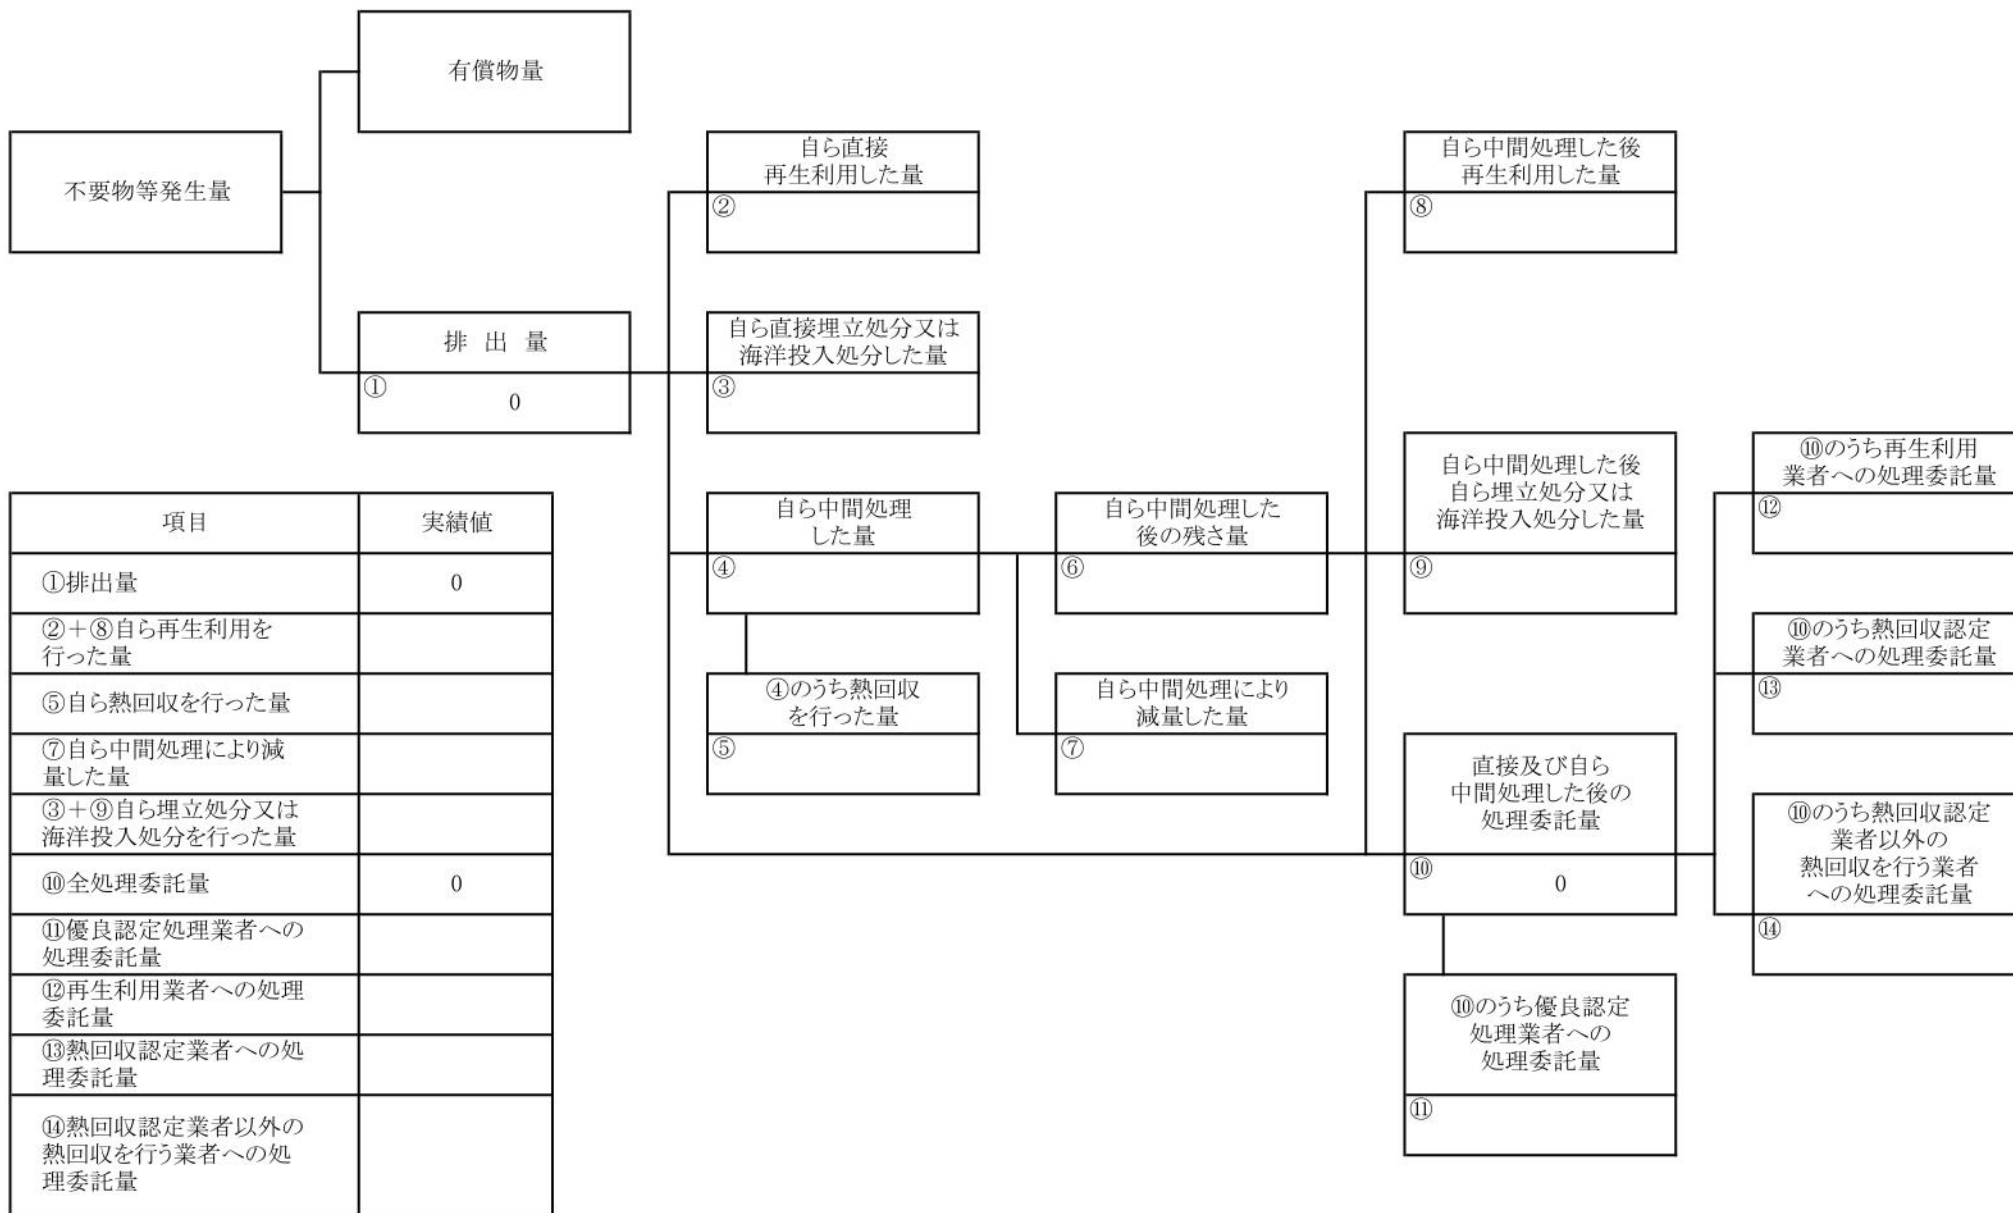 有償物量
不要物等発生量
排 出 量
①
0
自ら直接
再生利用した量
②
自ら直接埋立処分又は
海洋投入処分した量
③
自ら中間処理
した量
④
④のうち熱回収
を行った量
⑤
自ら中間処理した
後の残さ量
⑥
自ら中間処理により
減量した量
⑦
自ら中間処理した後
再生利用した量
⑧
自ら中間処理した後
自ら埋立処分又は
海洋投入処分した量
⑨
直接及び自ら
中間処理した後の
処理委託量
⑩
0
⑩のうち優良認定
処理業者への
処理委託量
⑪
⑩のうち再生利用
業者への処理委託量
⑫
⑩のうち熱回収認定
業者への処理委託量
⑬
⑩のうち熱回収認定
業者以外の
熱回収を行う業者
への処理委託量
⑭
項目 実績値
①排出量 0
②+⑧自ら再生利用を
行った量
⑤自ら熱回収を行った量
⑦自ら中間処理により減
量した量
③+⑨自ら埋立処分又は
海洋投入処分を行った量
⑩全処理委託量 0
⑪優良認定処理業者への
処理委託量
⑫再生利用業者への処理
委託量
⑬熱回収認定業者への処
理委託量
⑭熱回収認定業者以外の
熱回収を行う業者への処
理委託量